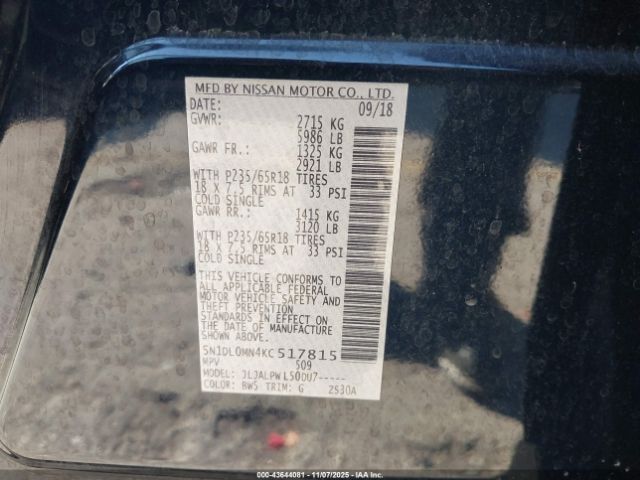 MFD BY NISSAN MOTOR CO., LTD.
DATE: 09/18
GVWR: 2715 KG
5986 LB
GAWR FR.: 1325 KG
2921 LB
WITH P235/65R18 TIRES
18 X 7.5 RIMS AT 33 PSI
COLD SINGLE
GAWR RR.: 1415 KG
3120 LB
WITH P235/65R18 TIRES
18 X 7.5 RIMS AT 33 PSI
COLD SINGLE
THIS VEHICLE CONFORMS TO
ALL APPLICABLE FEDERAL
MOTOR VEHICLE SAFETY AND
THEFT PREVENTION
STANDARDS IN EFFECT ON
THE DATE OF MANUFACTURE
SHOWN ABOVE.
5N1DL0MN4KC517815
MPV 509
MODEL: JLJALPWL50DU7-----
COLOR: BW5 TRIM: G 2530A
000-43644081 - 11/07/2025 - IAA Inc.